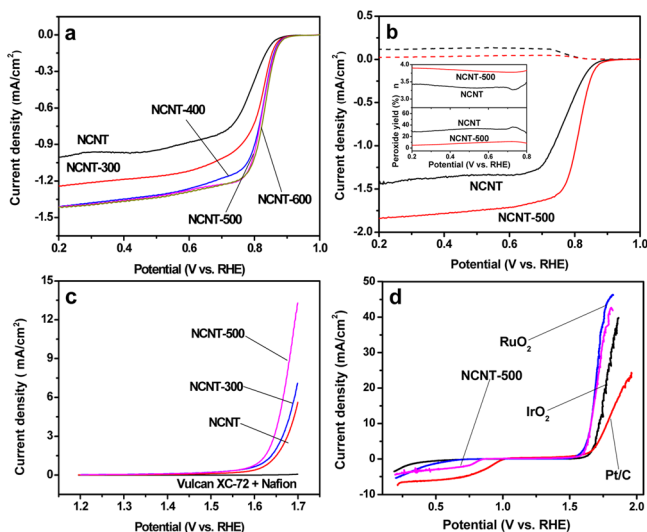 a
0.0
-0.3
-0.6
-0.9
-1.2
-1.5
Current density (mA/cm²)
NCNT
NCNT-300
NCNT-400
NCNT-500
NCNT-600
0.2 0.4 0.6 0.8 1.0
Potential (V vs. RHE)
b
0.5
0.0
-0.5
-1.0
-1.5
-2.0
Current density (mA/cm²)
4.0
3.5
3.0
n
60
40
20
0
Peroxide yield (%)
NCNT-500
NCNT
NCNT
NCNT-500
0.2 0.4 0.6 0.8
Potential (V vs. RHE)
NCNT
NCNT-500
0.2 0.4 0.6 0.8 1.0
Potential (V vs. RHE)
c
15
12
9
6
3
0
Current density ( mA/cm²)
NCNT-500
NCNT-300
NCNT
Vulcan XC-72 + Nafion
1.2 1.3 1.4 1.5 1.6 1.7
Potential (V vs. RHE)
d
50
40
30
20
10
0
-10
Current density (mA/cm²)
RuO₂
NCNT-500
IrO₂
Pt/C
0.0 0.5 1.0 1.5 2.0
Potential (V vs. RHE)